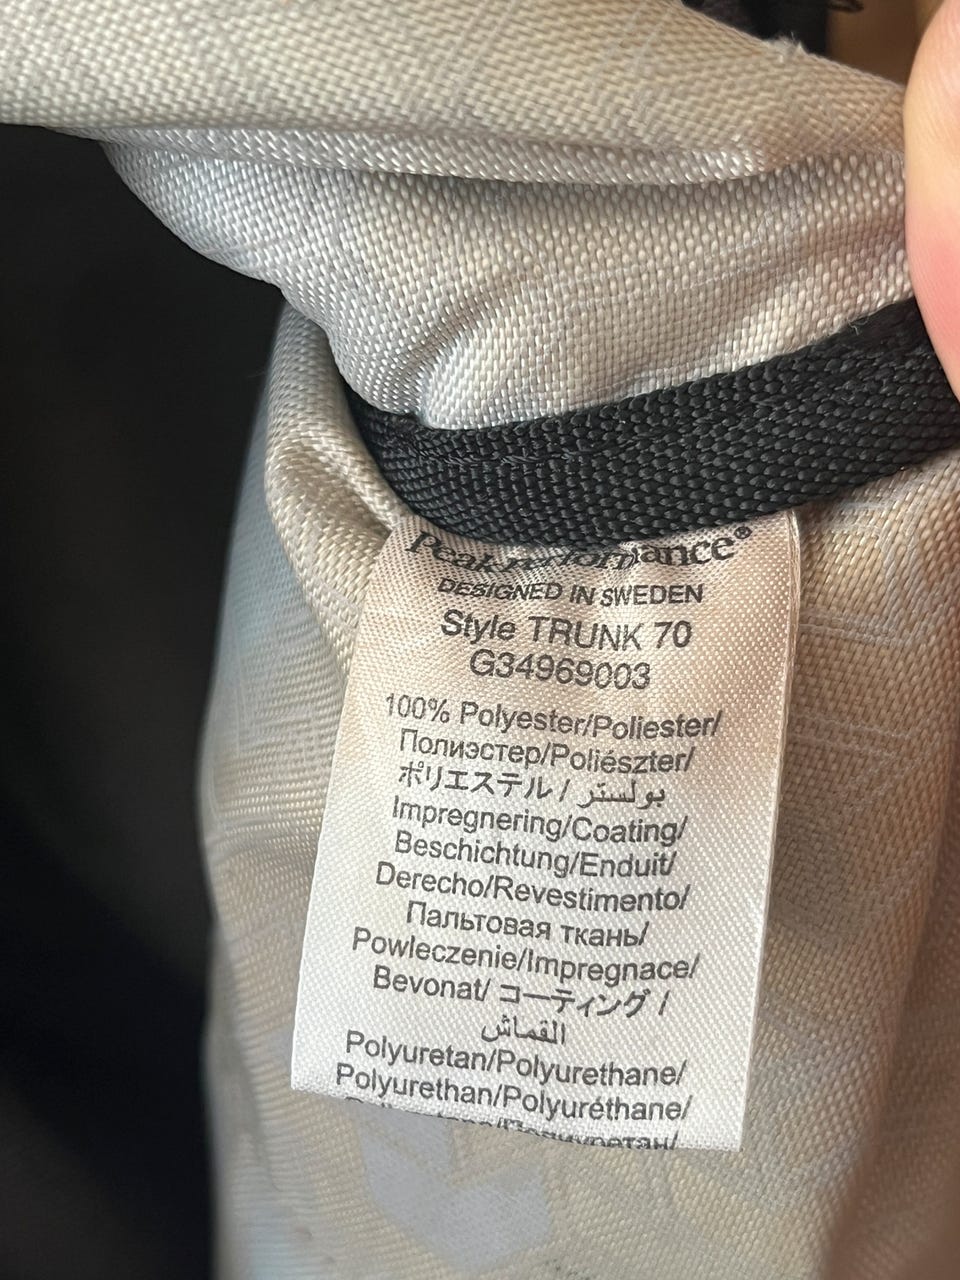 Peak Performance®
DESIGNED IN SWEDEN
Style TRUNK 70
G34969003
100% Polyester/Poliester/
Полиэстер/Poliészter/
ポリエステル / بولستر
Impregnering/Coating/
Beschichtung/Enduit/
Derecho/Revestimento/
Пальтовая ткань/
Powleczenie/Impregnace/
Bevonat/ コーティング /
القماش
Polyuretan/Polyurethane/
Polyurethan/Polyuréthane/